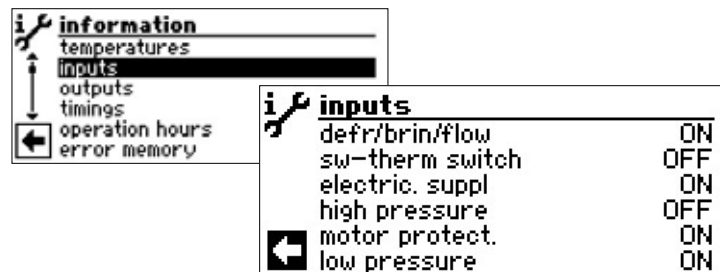 information
temperatures
inputs
outputs
timings
operation hours
error memory
inputs
defr/brin/flow ON
sw-therm switch OFF
electric. suppl ON
high pressure OFF
motor protect. ON
low pressure ON